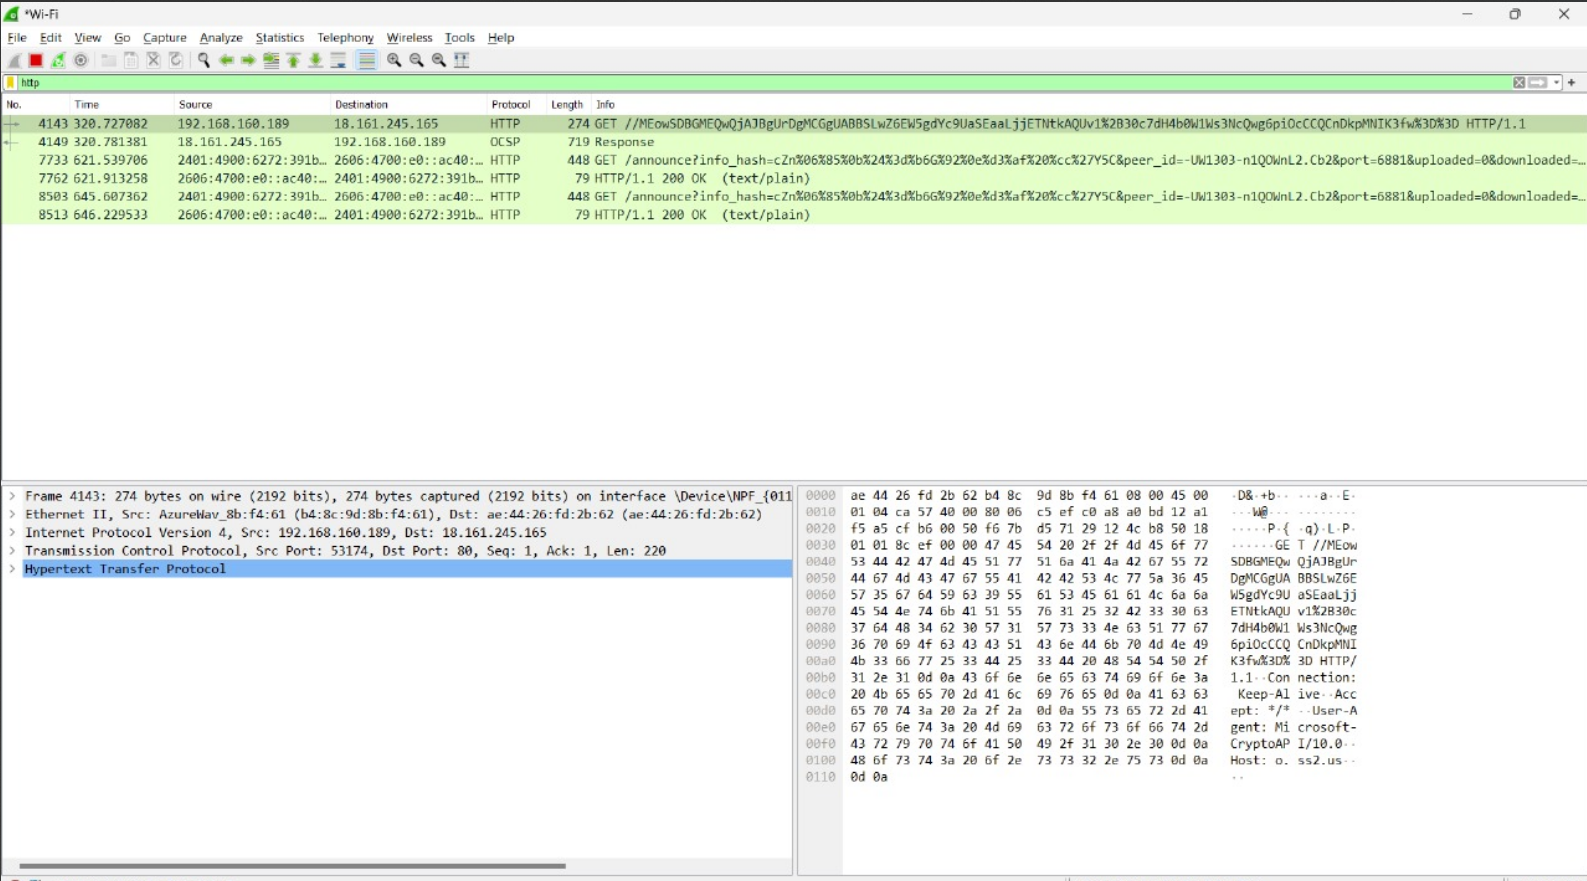 *Wi-Fi
File Edit View Go Capture Analyze Statistics Telephony Wireless Tools Help
http
No. Time Source Destination Protocol Length Info
4143 320.727082 192.168.160.189 18.161.245.165 HTTP 274 GET //MEowSDBGMEQwQjAJBgUrDgMCGgUABBSLwZ6EW5gdYc9UaSEaaLjjETNtkAQUv1%2B30c7dH4b0W1Ws3NcQwg6piOcCCQCnDkpMNIK3fw%3D%3D HTTP/1.1
4149 320.781381 18.161.245.165 192.168.160.189 OCSP 719 Response
7733 621.539706 2401:4900:6272:391b… 2606:4700:e0::ac40:… HTTP 448 GET /announce?info_hash=cZn%06%85%0b%24%3d%b6G%92%0e%d3%af%20%cc%27Y5C&peer_id=-UW1303-n1QOWnL2.Cb2&port=6881&uploaded=0&downloaded=…
7762 621.913258 2606:4700:e0::ac40:… 2401:4900:6272:391b… HTTP 79 HTTP/1.1 200 OK (text/plain)
8503 645.607362 2401:4900:6272:391b… 2606:4700:e0::ac40:… HTTP 448 GET /announce?info_hash=cZn%06%85%0b%24%3d%b6G%92%0e%d3%af%20%cc%27Y5C&peer_id=-UW1303-n1QOWnL2.Cb2&port=6881&uploaded=0&downloaded=…
8513 646.229533 2606:4700:e0::ac40:… 2401:4900:6272:391b… HTTP 79 HTTP/1.1 200 OK (text/plain)
Frame 4143: 274 bytes on wire (2192 bits), 274 bytes captured (2192 bits) on interface \Device\NPF_{011
Ethernet II, Src: AzureWav_8b:f4:61 (b4:8c:9d:8b:f4:61), Dst: ae:44:26:fd:2b:62 (ae:44:26:fd:2b:62)
Internet Protocol Version 4, Src: 192.168.160.189, Dst: 18.161.245.165
Transmission Control Protocol, Src Port: 53174, Dst Port: 80, Seq: 1, Ack: 1, Len: 220
Hypertext Transfer Protocol
0000 ae 44 26 fd 2b 62 b4 8c 9d 8b f4 61 08 00 45 00 ·D&·+b·· ···a··E·
0010 01 04 ca 57 40 00 80 06 c5 ef c0 a8 a0 bd 12 a1 ···W@··· ········
0020 f5 a5 cf b6 00 50 f6 7b d5 71 29 12 4c b8 50 18 ·····P·{ ·q)·L·P·
0030 01 01 8c ef 00 00 47 45 54 20 2f 2f 4d 45 6f 77 ······GE T //MEow
0040 53 44 42 47 4d 45 51 77 51 6a 41 4a 42 67 55 72 SDBGMEQw QjAJBgUr
0050 44 67 4d 43 47 67 55 41 42 42 53 4c 77 5a 36 45 DgMCGgUA BBSLwZ6E
0060 57 35 67 64 59 63 39 55 61 53 45 61 61 4c 6a 6a W5gdYc9U aSEaaLjj
0070 45 54 4e 74 6b 41 51 55 76 31 25 32 42 33 30 63 ETNtkAQU v1%2B30c
0080 37 64 48 34 62 30 57 31 57 73 33 4e 63 51 77 67 7dH4b0W1 Ws3NcQwg
0090 36 70 69 4f 63 43 43 51 43 6e 44 6b 70 4d 4e 49 6piOcCCQ CnDkpMNI
00a0 4b 33 66 77 25 33 44 25 33 44 20 48 54 54 50 2f K3fw%3D% 3D HTTP/
00b0 31 2e 31 0d 0a 43 6f 6e 6e 65 63 74 69 6f 6e 3a 1.1··Con nection:
00c0 20 4b 65 65 70 2d 41 6c 69 76 65 0d 0a 41 63 63 Keep-Al ive··Acc
00d0 65 70 74 3a 20 2a 2f 2a 0d 0a 55 73 65 72 2d 41 ept: */* ··User-A
00e0 67 65 6e 74 3a 20 4d 69 63 72 6f 73 6f 66 74 2d gent: Mi crosoft-
00f0 43 72 79 70 74 6f 41 50 49 2f 31 30 2e 30 0d 0a CryptoAP I/10.0··
0100 48 6f 73 74 3a 20 6f 2e 73 73 32 2e 75 73 0d 0a Host: o. ss2.us··
0110 0d 0a ··